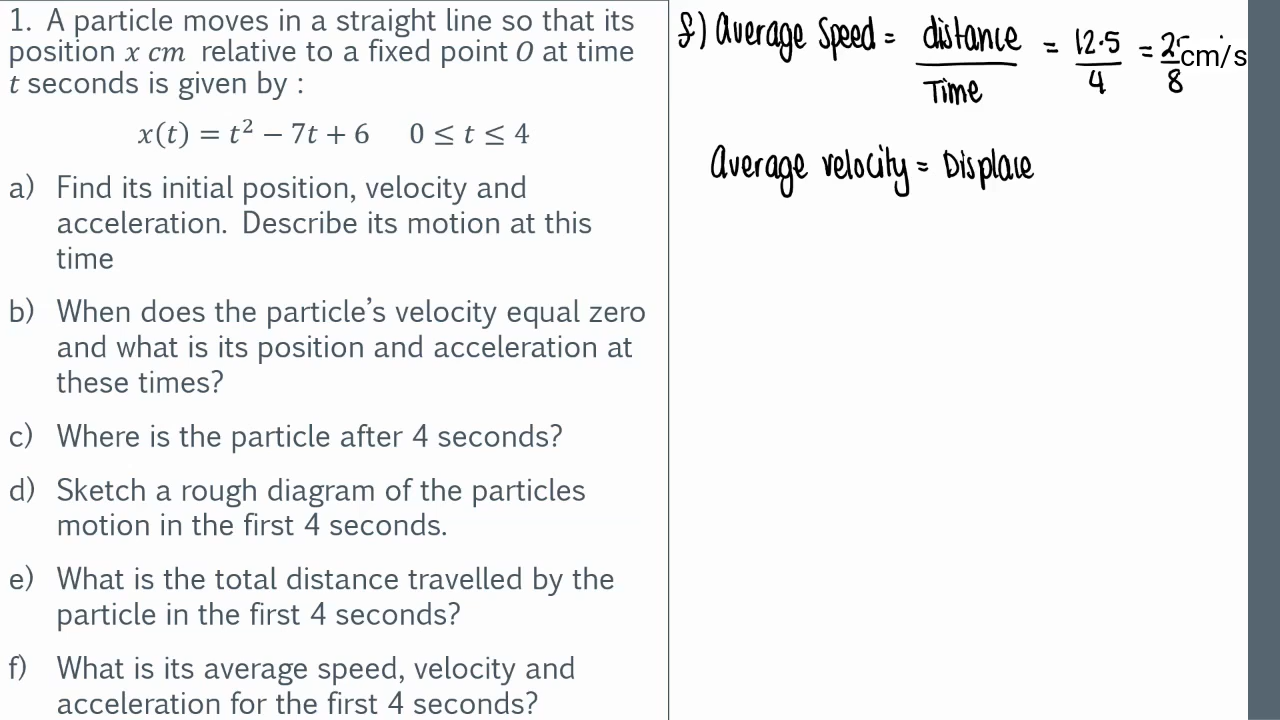 1. A particle moves in a straight line so that its
position x cm relative to a fixed point O at time
t seconds is given by :
x(t) = t² − 7t + 6 0 ≤ t ≤ 4
a) Find its initial position, velocity and
acceleration. Describe its motion at this
time
b) When does the particle's velocity equal zero
and what is its position and acceleration at
these times?
c) Where is the particle after 4 seconds?
d) Sketch a rough diagram of the particles
motion in the first 4 seconds.
e) What is the total distance travelled by the
particle in the first 4 seconds?
f) What is its average speed, velocity and
acceleration for the first 4 seconds?
f) Average Speed = distance / Time = 12.5 / 4 = 25 / 8 cm/s
Average velocity = Displace